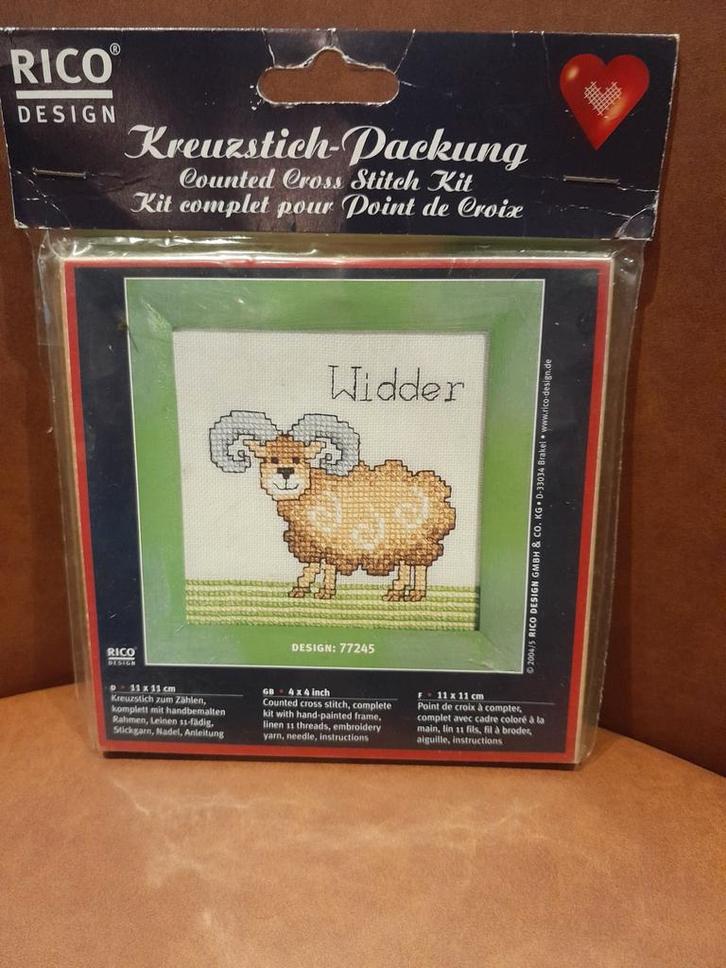 RICO®
DESIGN
Kreuzstich-Packung
Counted Cross Stitch Kit
Kit complet pour Point de Croix
Widder
DESIGN: 77245
© 2004/5 RICO DESIGN GMBH & CO. KG • D-33034 Brakel • www.rico-design.de
RICO
DESIGN
D • 11 x 11 cm
Kreuzstich zum Zählen,
komplett mit handbemalten
Rahmen, Leinen 11-fädig,
Stickgarn, Nadel, Anleitung
GB • 4 x 4 inch
Counted cross stitch, complete
kit with hand-painted frame,
linen 11 threads, embroidery
yarn, needle, instructions
F • 11 x 11 cm
Point de croix à compter,
complet avec cadre coloré à la
main, lin 11 fils, fil à broder,
aiguille, instructions